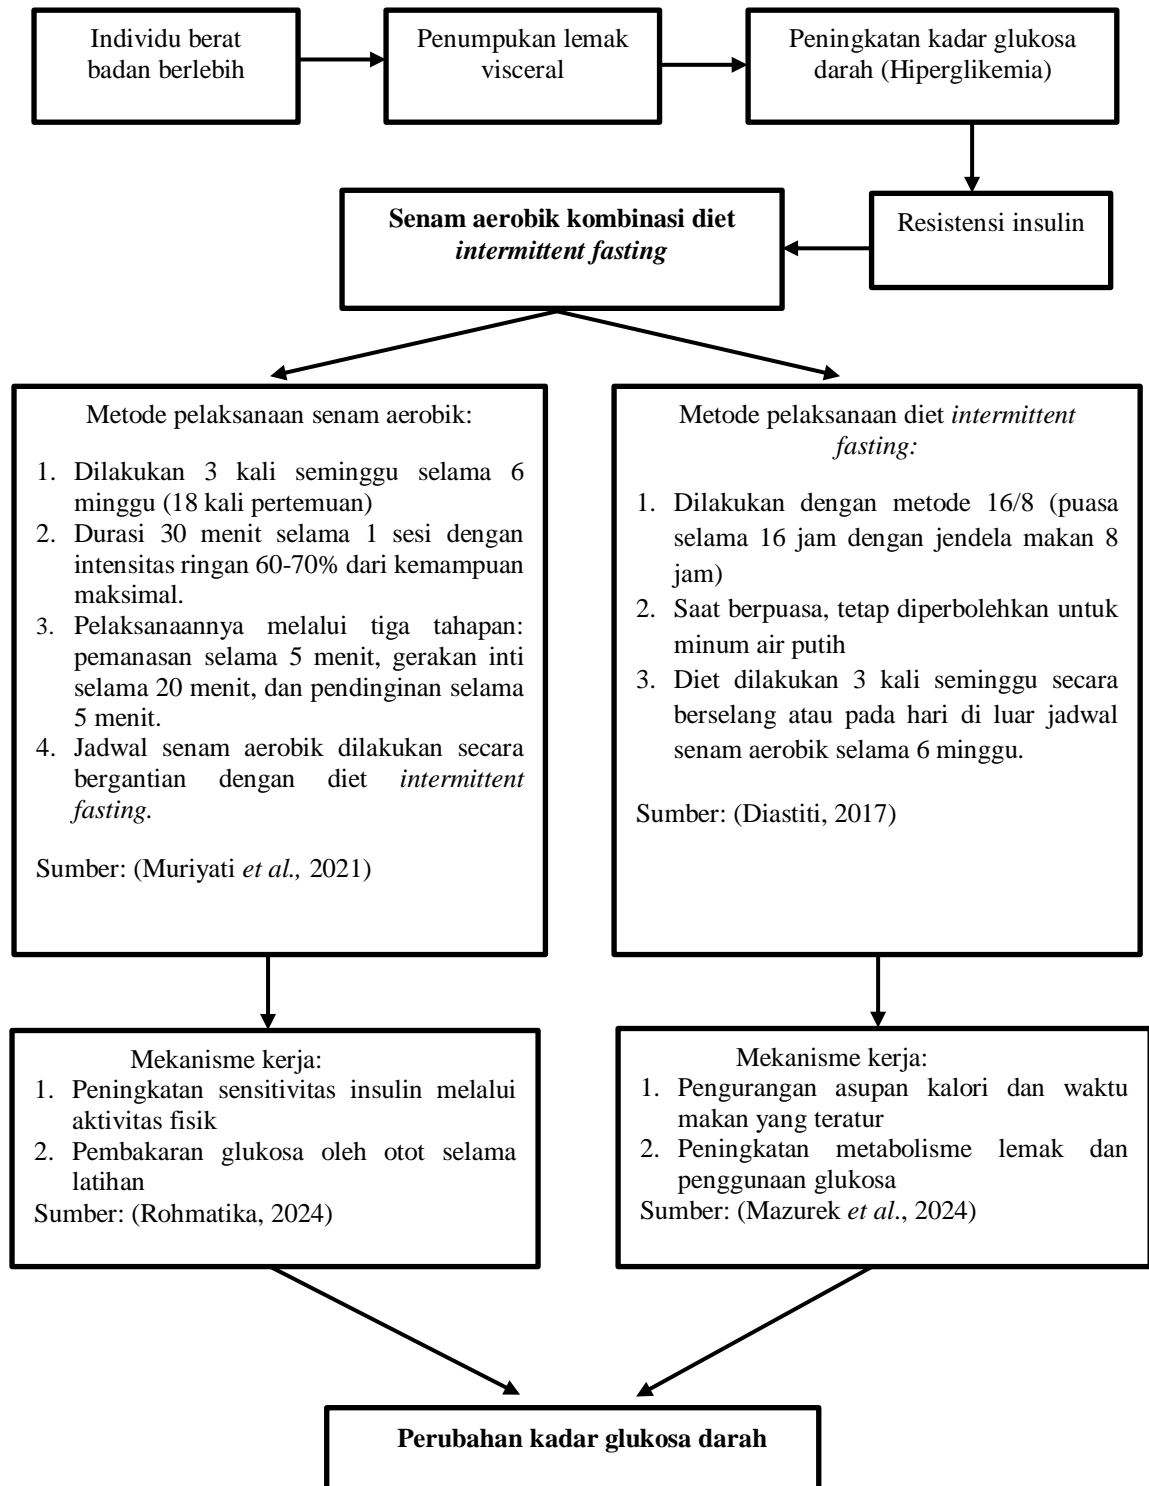 Individu berat
badan berlebih
Penumpukan lemak
visceral
Peningkatan kadar glukosa
darah (Hiperglikemia)
Senam aerobik kombinasi diet
intermittent fasting
Resistensi insulin
Metode pelaksanaan senam aerobik:
1. Dilakukan 3 kali seminggu selama 6
minggu (18 kali pertemuan)
2. Durasi 30 menit selama 1 sesi dengan
intensitas ringan 60-70% dari kemampuan
maksimal.
3. Pelaksanaannya melalui tiga tahapan:
pemanasan selama 5 menit, gerakan inti
selama 20 menit, dan pendinginan selama
5 menit.
4. Jadwal senam aerobik dilakukan secara
bergantian dengan diet intermittent
fasting.
Sumber: (Muriyati et al., 2021)
Metode pelaksanaan diet intermittent
fasting:
1. Dilakukan dengan metode 16/8 (puasa
selama 16 jam dengan jendela makan 8
jam)
2. Saat berpuasa, tetap diperbolehkan untuk
minum air putih
3. Diet dilakukan 3 kali seminggu secara
berselang atau pada hari di luar jadwal
senam aerobik selama 6 minggu.
Sumber: (Diastiti, 2017)
Mekanisme kerja:
1. Peningkatan sensitivitas insulin melalui
aktivitas fisik
2. Pembakaran glukosa oleh otot selama
latihan
Sumber: (Rohmatika, 2024)
Mekanisme kerja:
1. Pengurangan asupan kalori dan waktu
makan yang teratur
2. Peningkatan metabolisme lemak dan
penggunaan glukosa
Sumber: (Mazurek et al., 2024)
Perubahan kadar glukosa darah